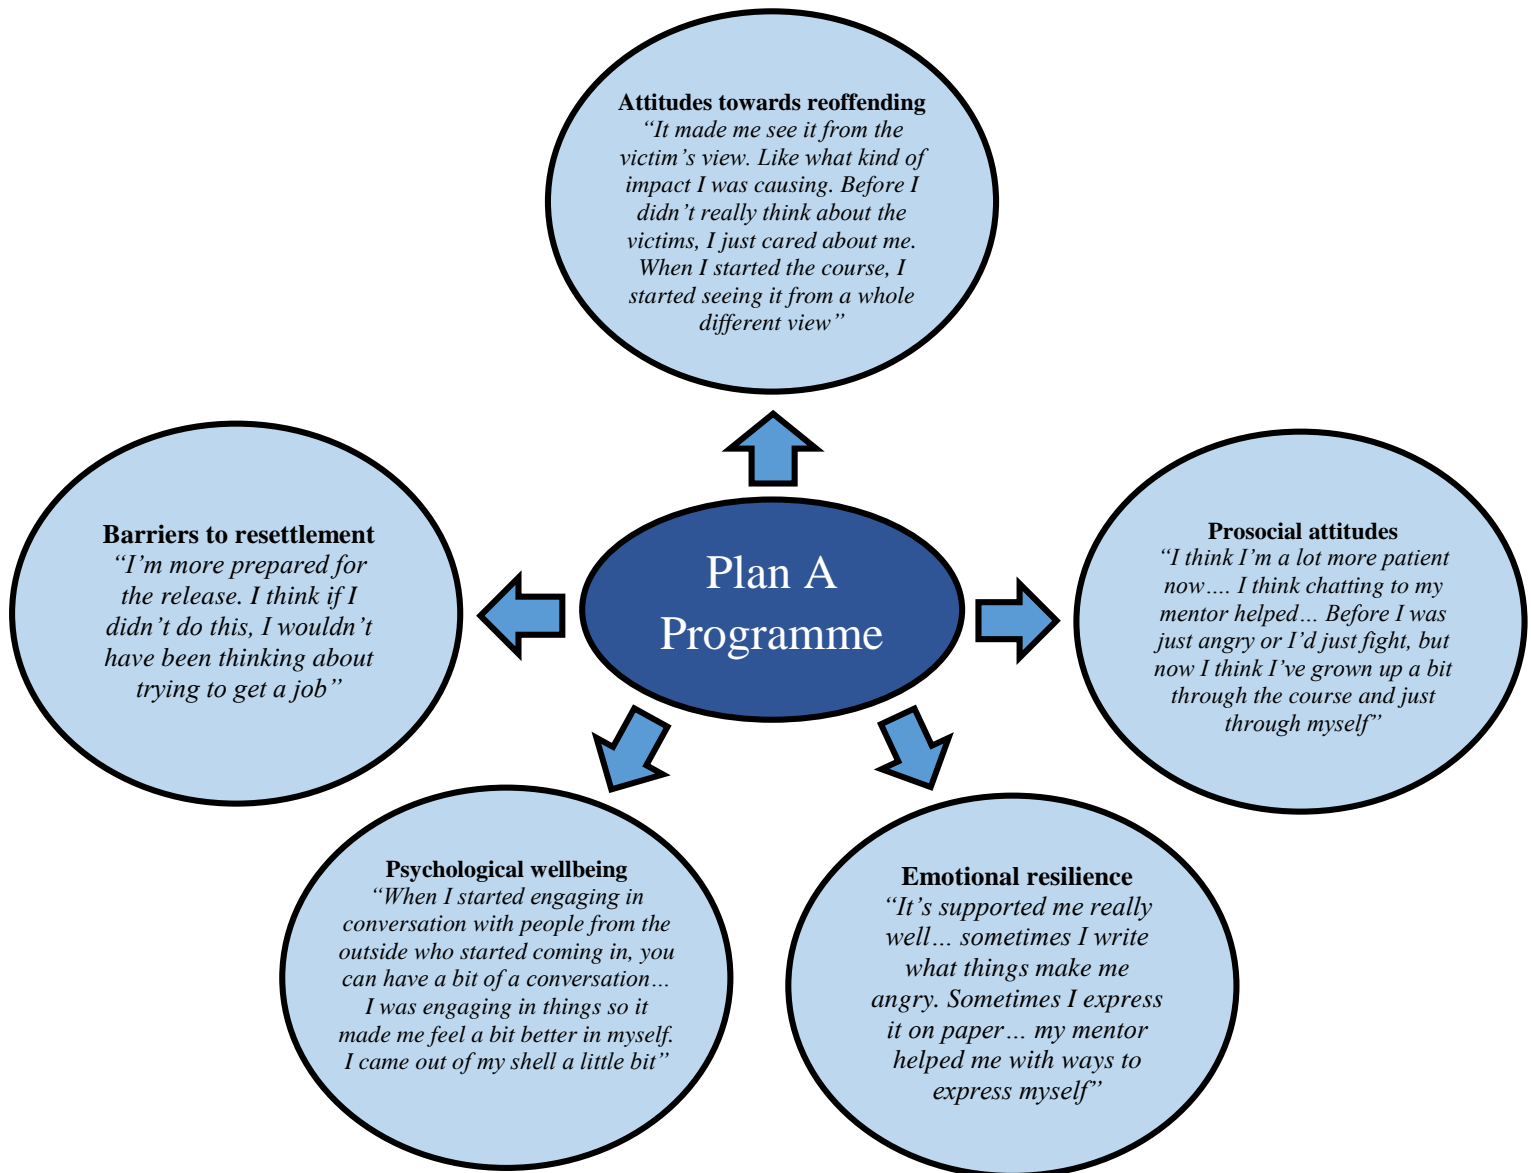 Attitudes towards reoffending
“It made me see it from the
victim’s view. Like what kind of
impact I was causing. Before I
didn’t really think about the
victims, I just cared about me.
When I started the course, I
started seeing it from a whole
different view”
Barriers to resettlement
“I’m more prepared for
the release. I think if I
didn’t do this, I wouldn’t
have been thinking about
trying to get a job”
Plan A
Programme
Prosocial attitudes
“I think I’m a lot more patient
now…. I think chatting to my
mentor helped… Before I was
just angry or I’d just fight, but
now I think I’ve grown up a bit
through the course and just
through myself”
Psychological wellbeing
“When I started engaging in
conversation with people from the
outside who started coming in, you
can have a bit of a conversation…
I was engaging in things so it
made me feel a bit better in myself.
I came out of my shell a little bit”
Emotional resilience
“It’s supported me really
well… sometimes I write
what things make me
angry. Sometimes I express
it on paper… my mentor
helped me with ways to
express myself”